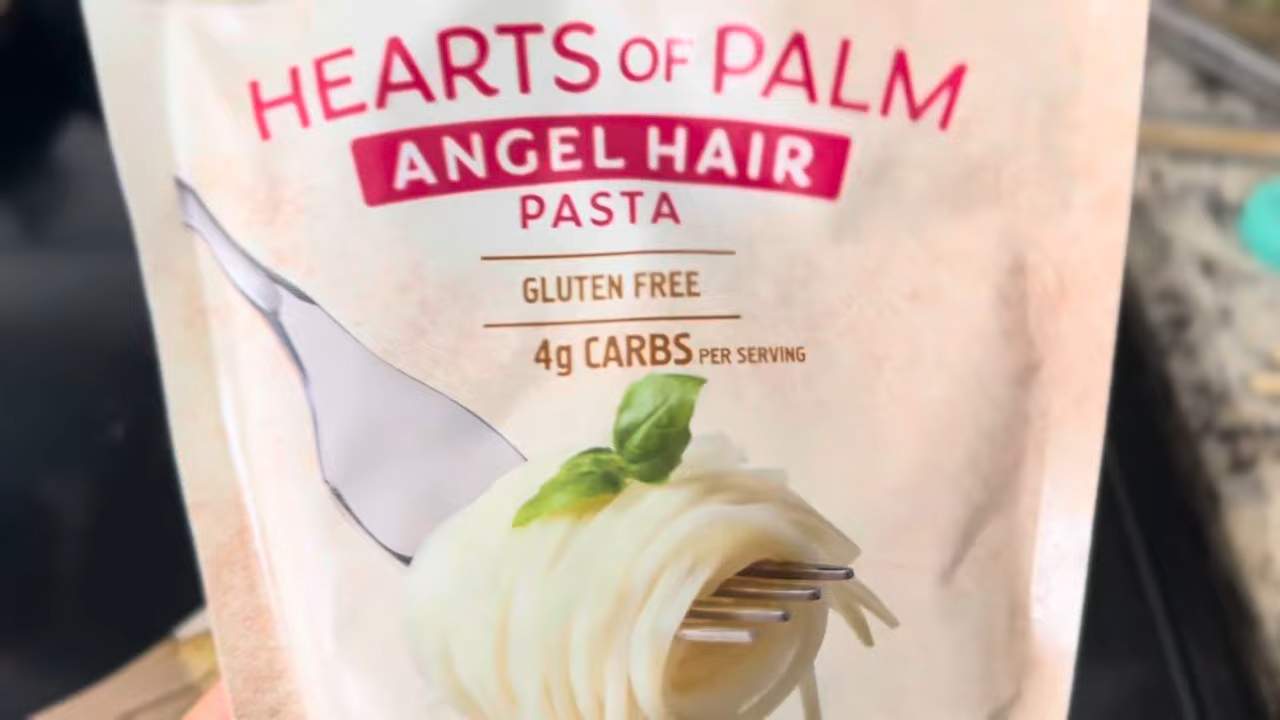 HEARTS OF PALM
ANGEL HAIR
PASTA
GLUTEN FREE
4g CARBS PER SERVING